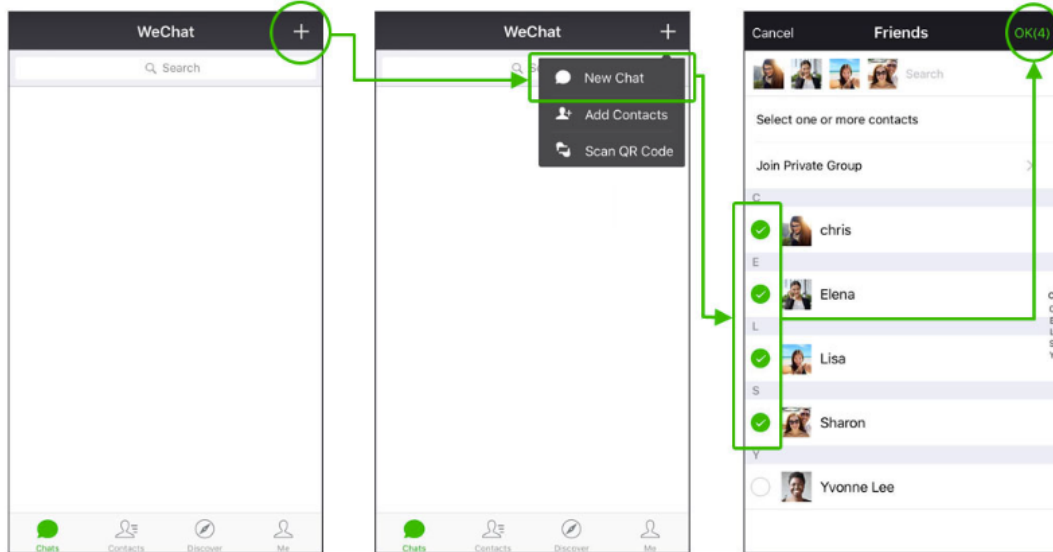 WeChat
Search
Chats
Contacts
Discover
Me
WeChat
New Chat
Add Contacts
Scan QR Code
Chats
Contacts
Discover
Me
Cancel
Friends
OK(4)
Search
Select one or more contacts
Join Private Group
C
chris
E
Elena
L
Lisa
S
Sharon
Y
Yvonne Lee